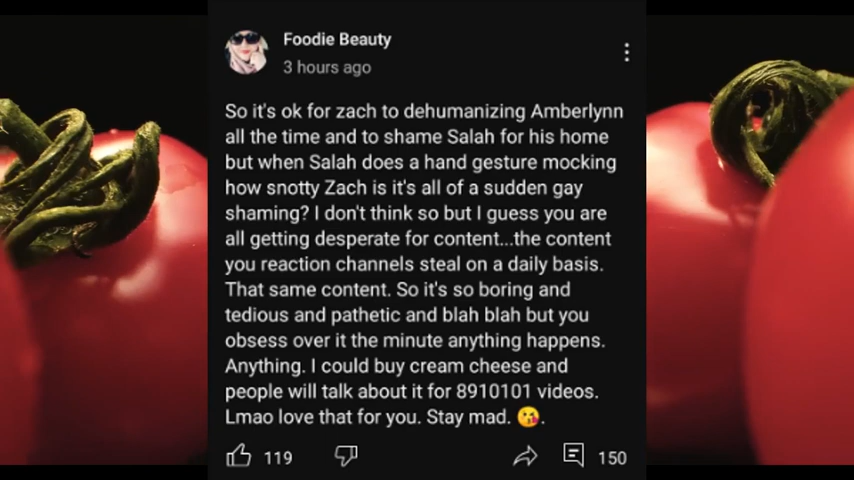 Foodie Beauty
3 hours ago
So it's ok for zach to dehumanizing Amberlynn
all the time and to shame Salah for his home
but when Salah does a hand gesture mocking
how snotty Zach is it's all of a sudden gay
shaming? I don't think so but I guess you are
all getting desperate for content...the content
you reaction channels steal on a daily basis.
That same content. So it's so boring and
tedious and pathetic and blah blah but you
obsess over it the minute anything happens.
Anything. I could buy cream cheese and
people will talk about it for 8910101 videos.
Lmao love that for you. Stay mad. 😘.
119
150